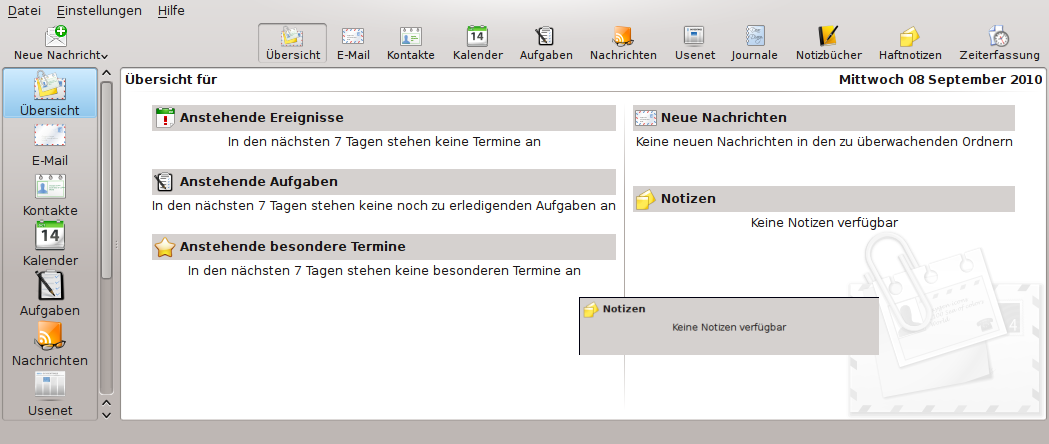 Datei Einstellungen Hilfe
Neue Nachricht
Übersicht E-Mail Kontakte Kalender Aufgaben Nachrichten Usenet Journale Notizbücher Haftnotizen Zeiterfassung
14
Übersicht
E-Mail
Kontakte
14
Kalender
Aufgaben
Nachrichten
Usenet
Übersicht für Mittwoch 08 September 2010
Anstehende Ereignisse
In den nächsten 7 Tagen stehen keine Termine an
Anstehende Aufgaben
In den nächsten 7 Tagen stehen keine noch zu erledigenden Aufgaben an
Anstehende besondere Termine
In den nächsten 7 Tagen stehen keine besonderen Termine an
Neue Nachrichten
Keine neuen Nachrichten in den zu überwachenden Ordnern
Notizen
Keine Notizen verfügbar
Notizen
Keine Notizen verfügbar
4